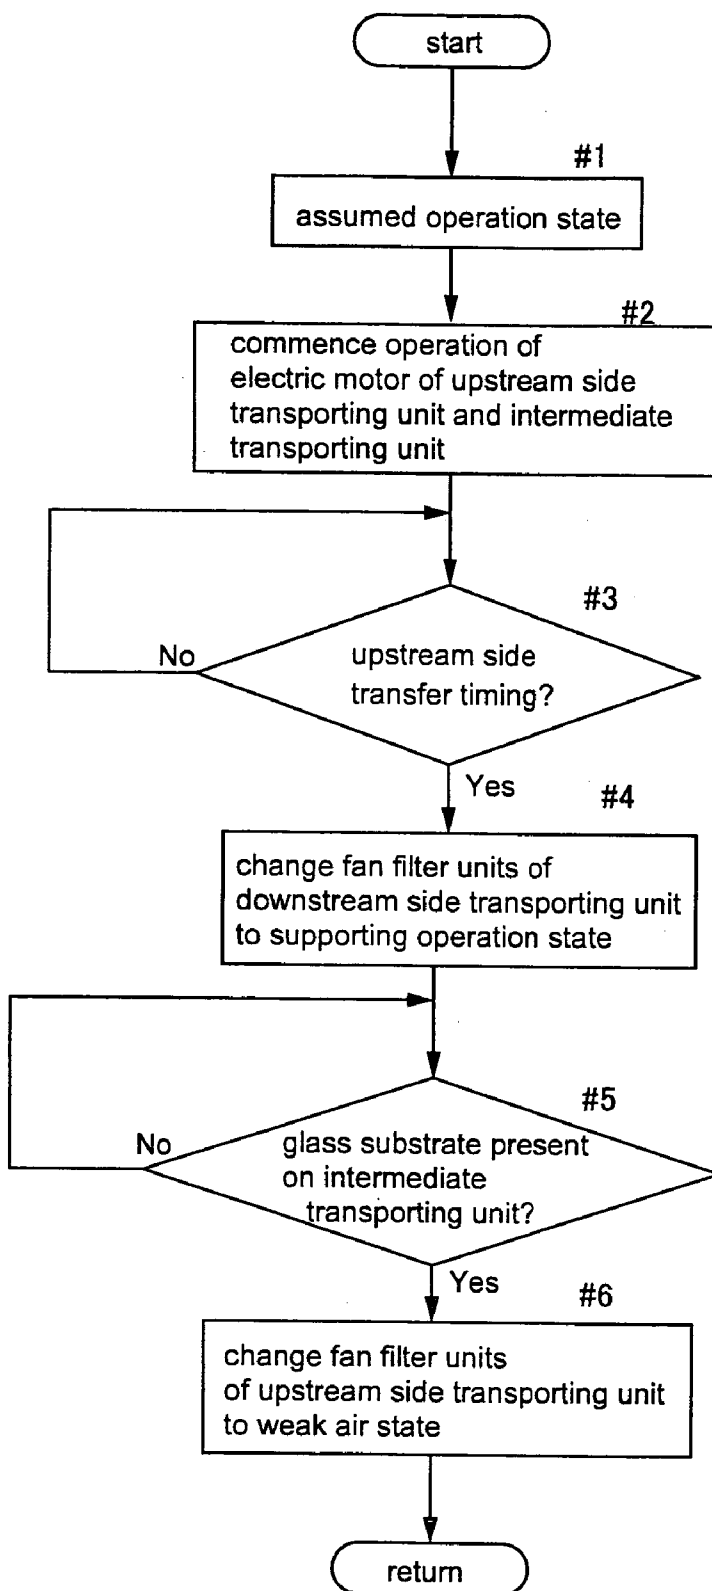 start
#1
assumed operation state
#2
commence operation of
electric motor of upstream side
transporting unit and intermediate
transporting unit
#3
No
upstream side
transfer timing?
Yes
#4
change fan filter units of
downstream side transporting unit
to supporting operation state
#5
No
glass substrate present
on intermediate
transporting unit?
Yes
#6
change fan filter units
of upstream side transporting unit
to weak air state
return